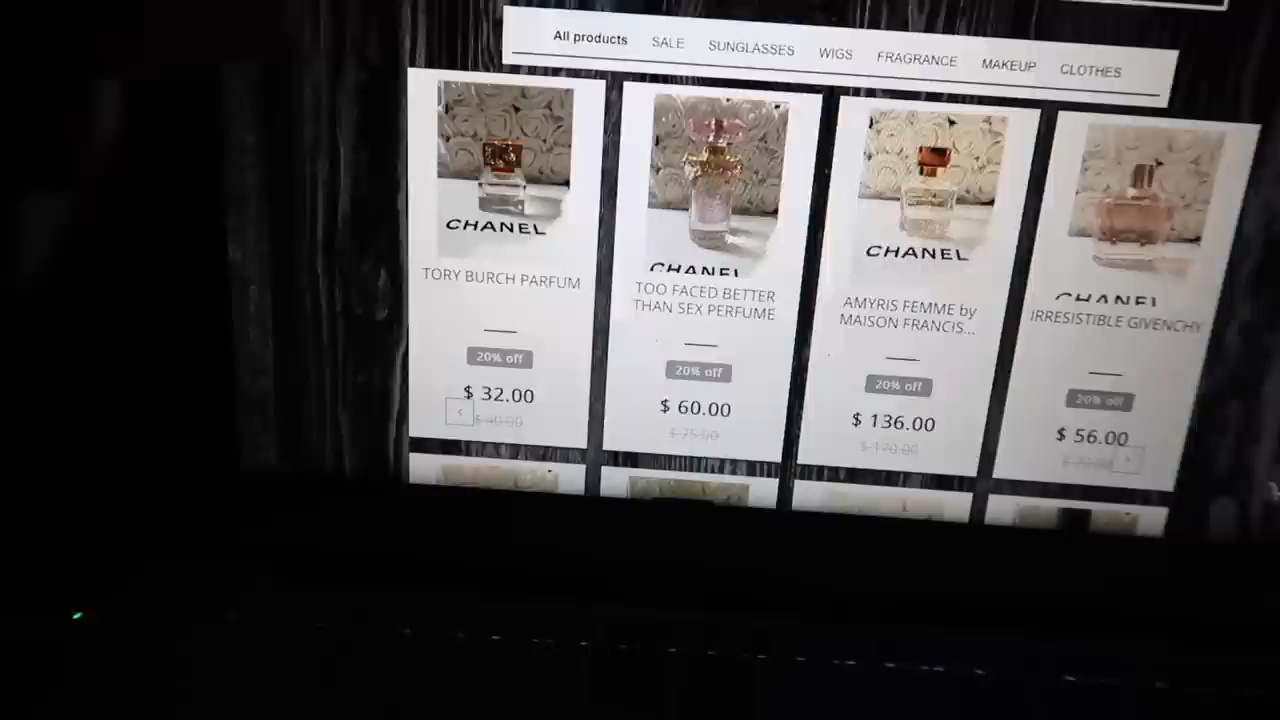 All products SALE SUNGLASSES WIGS FRAGRANCE MAKEUP CLOTHES
CHANEL
TORY BURCH PARFUM
20% off
$ 32.00
$ 40.00
CHANEL
TOO FACED BETTER
THAN SEX PERFUME
20% off
$ 60.00
$ 75.00
CHANEL
AMYRIS FEMME by
MAISON FRANCIS...
20% off
$ 136.00
$ 170.00
CHANEL
IRRESISTIBLE GIVENCHY
20% off
$ 56.00